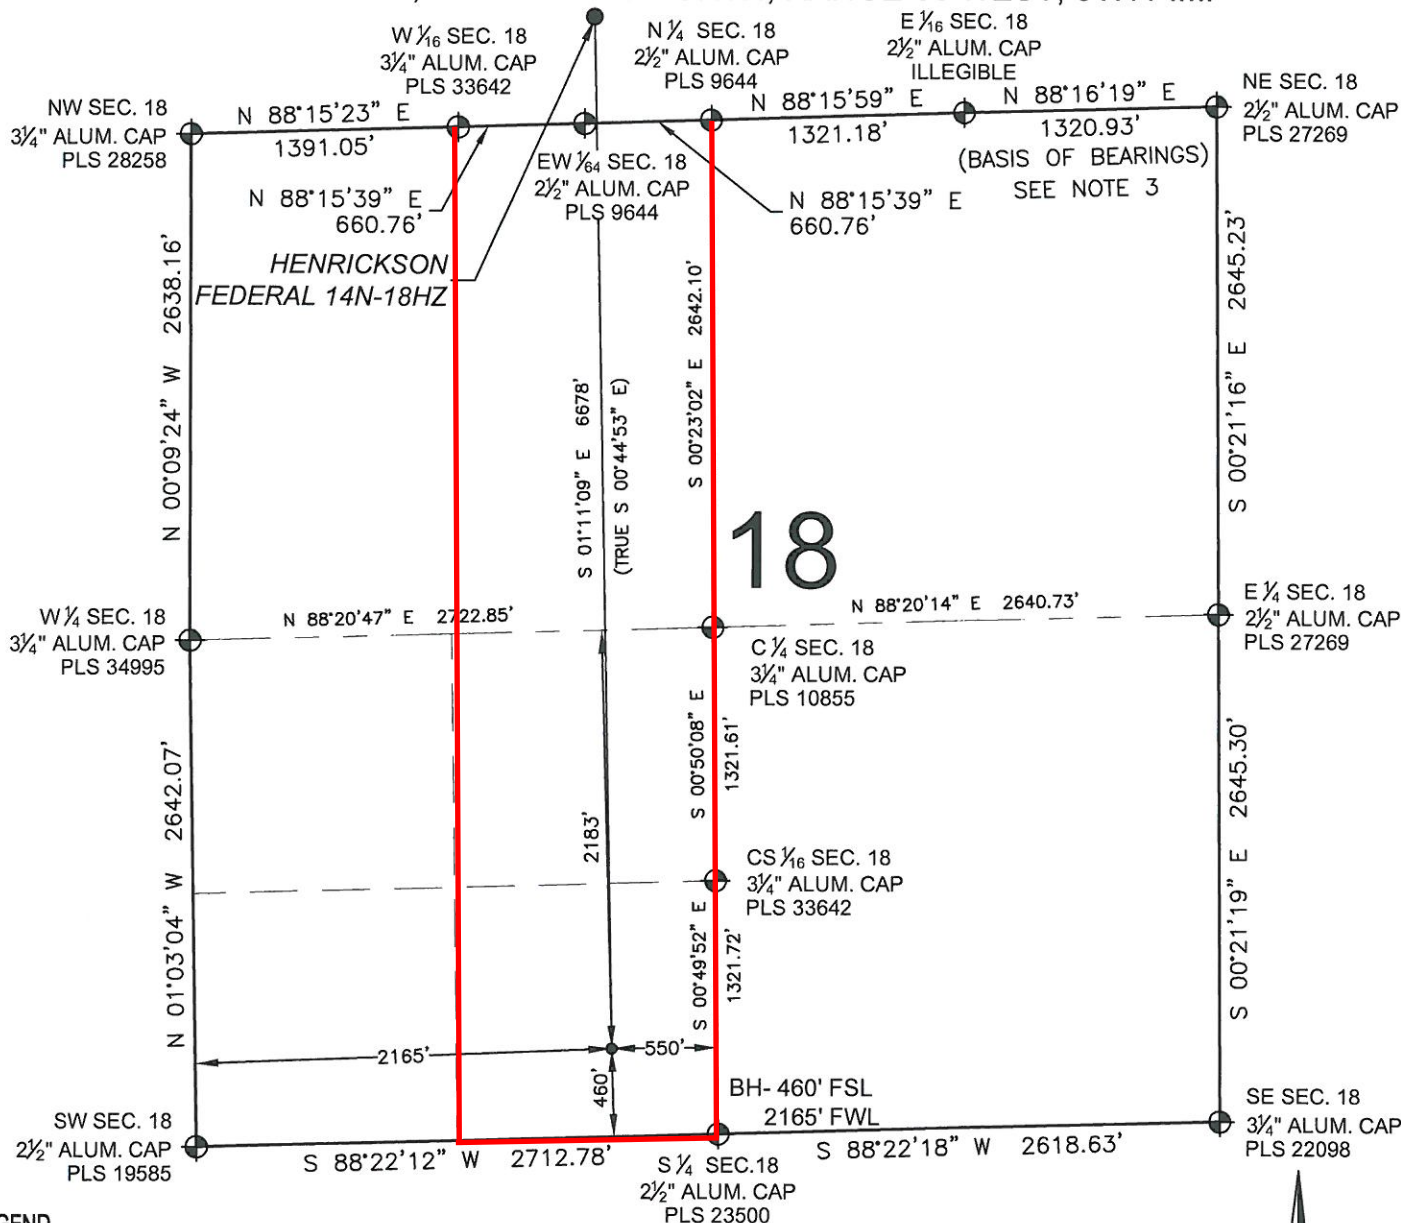 W 1/16 SEC. 18
3 1/4" ALUM. CAP
PLS 33642
N 1/4 SEC. 18
2 1/2" ALUM. CAP
PLS 9644
E 1/16 SEC. 18
2 1/2" ALUM. CAP
ILLEGIBLE
NW SEC. 18
3 1/4" ALUM. CAP
PLS 28258
N 88°15'23" E
1391.05'
N 88°15'59" E
1321.18'
N 88°16'19" E
1320.93'
(BASIS OF BEARINGS)
SEE NOTE 3
NE SEC. 18
2 1/2" ALUM. CAP
PLS 27269
EW 1/64 SEC. 18
2 1/2" ALUM. CAP
PLS 9644
N 88°15'39" E
660.76'
N 88°15'39" E
660.76'
HENRICKSON
FEDERAL 14N-18HZ
N 00°09'24" W 2638.16'
S 01°11'09" E 6678'
(TRUE S 00°44'53" E)
S 00°23'02" E 2642.10'
S 00°21'16" E 2645.23'
18
W 1/4 SEC. 18
3 1/4" ALUM. CAP
PLS 34995
N 88°20'47" E 2722.85'
N 88°20'14" E 2640.73'
E 1/4 SEC. 18
2 1/2" ALUM. CAP
PLS 27269
C 1/4 SEC. 18
3 1/4" ALUM. CAP
PLS 10855
N 01°03'04" W 2642.07'
2183'
S 00°50'08" E
1321.61'
S 00°21'19" E 2645.30'
CS 1/16 SEC. 18
3 1/4" ALUM. CAP
PLS 33642
S 00°49'52" E
1321.72'
2165'
550'
460'
BH- 460' FSL
2165' FWL
SW SEC. 18
2 1/2" ALUM. CAP
PLS 19585
S 88°22'12" W 2712.78'
S 1/4 SEC.18
2 1/2" ALUM. CAP
PLS 23500
S 88°22'18" W 2618.63'
SE SEC. 18
3 1/4" ALUM. CAP
PLS 22098